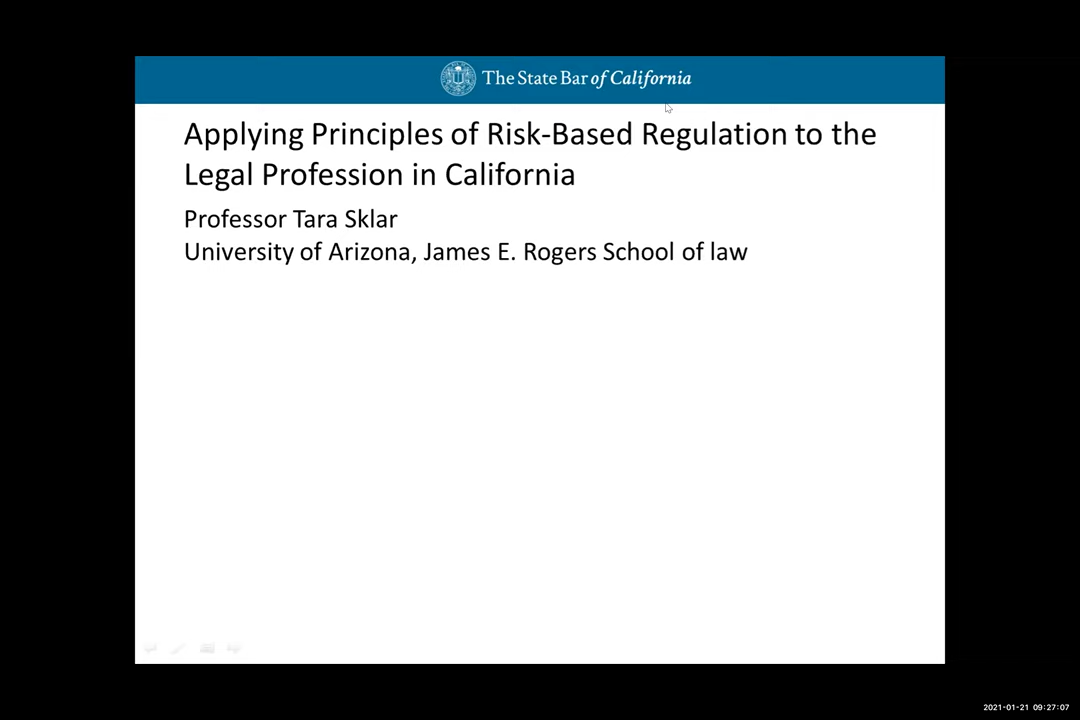 The State Bar of California
Applying Principles of Risk-Based Regulation to the
Legal Profession in California
Professor Tara Sklar
University of Arizona, James E. Rogers School of law
2021-01-21 09:27:07